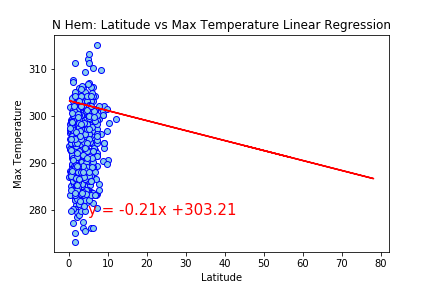 N Hem: Latitude vs Max Temperature Linear Regression
310
300
290
280
Max Temperature
y = -0.21x +303.21
0 10 20 30 40 50 60 70 80
Latitude